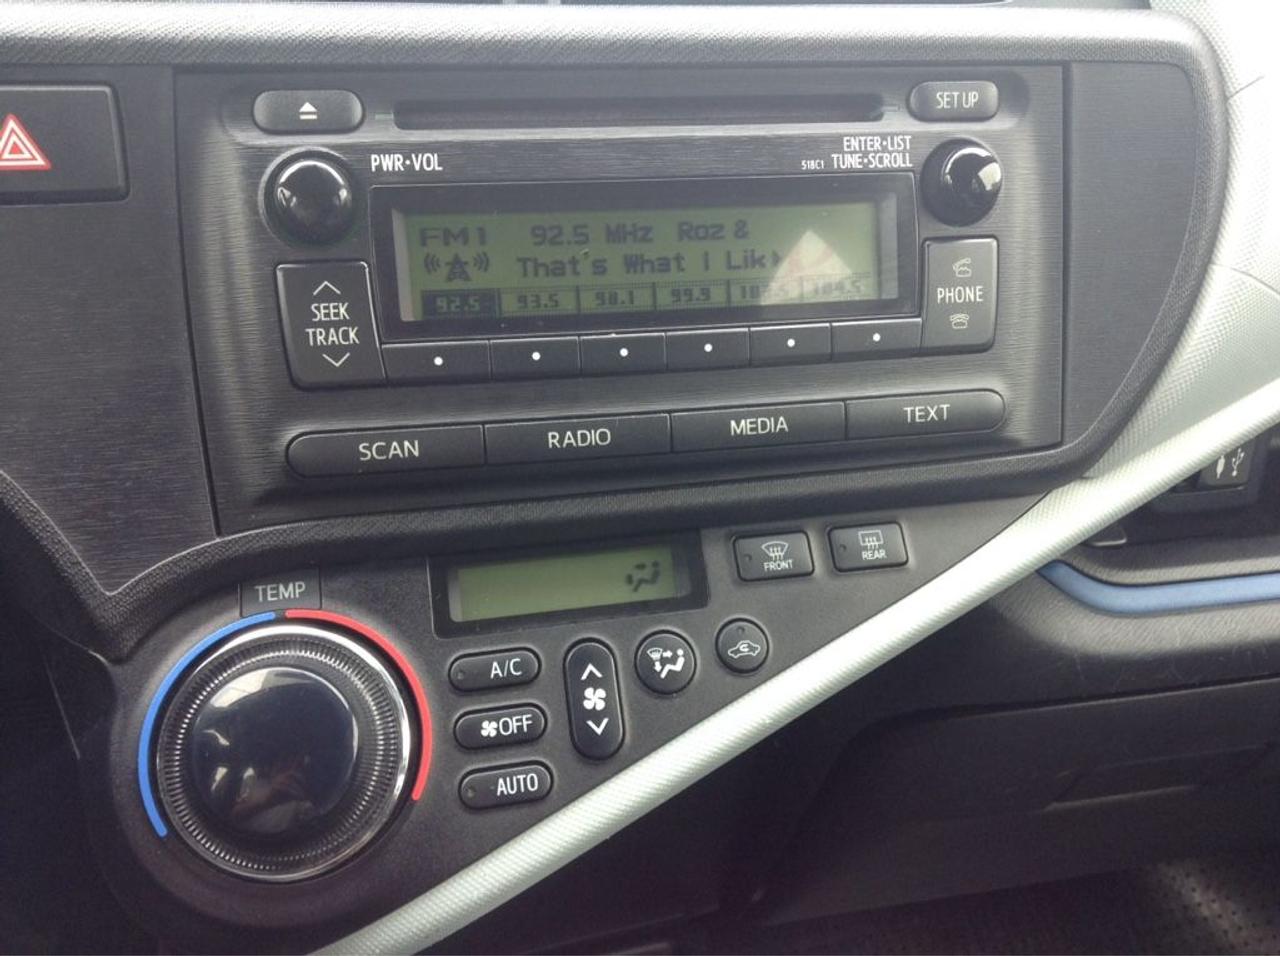 SET UP
PWR•VOL
ENTER•LIST
518C1 TUNE•SCROLL
FM1 92.5 MHz Roz &
That's What I Lik
92.5 93.5 98.1 99.9
SEEK
TRACK
PHONE
SCAN RADIO MEDIA TEXT
FRONT
REAR
TEMP
A/C
OFF
AUTO